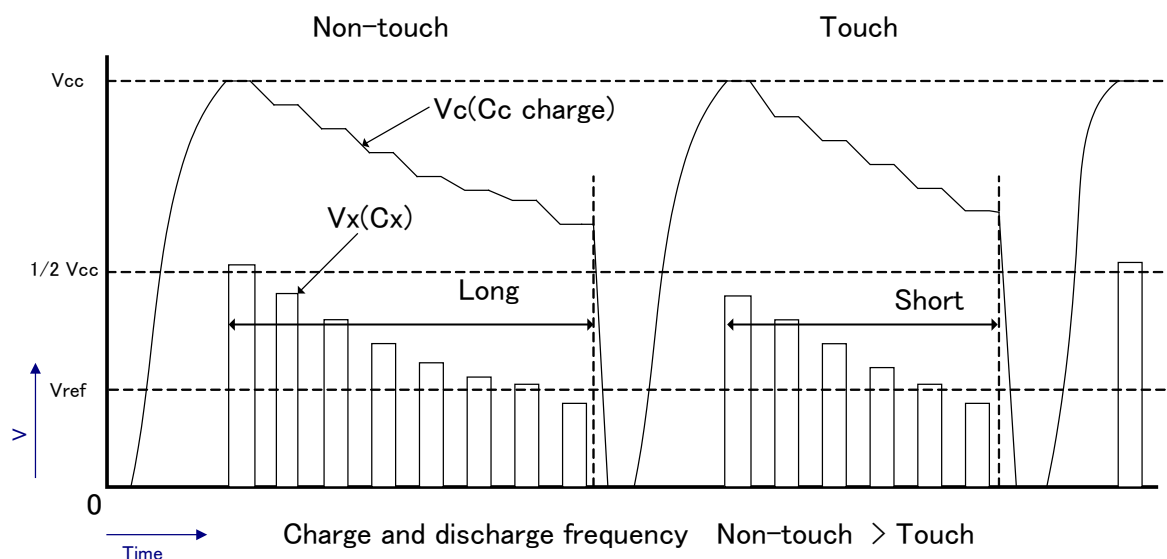 Non-touch Touch
Vcc
Vc(Cc charge)
Vx(Cx)
1/2 Vcc
Long Short
Vref
V
0
Charge and discharge frequency Non-touch > Touch
Time